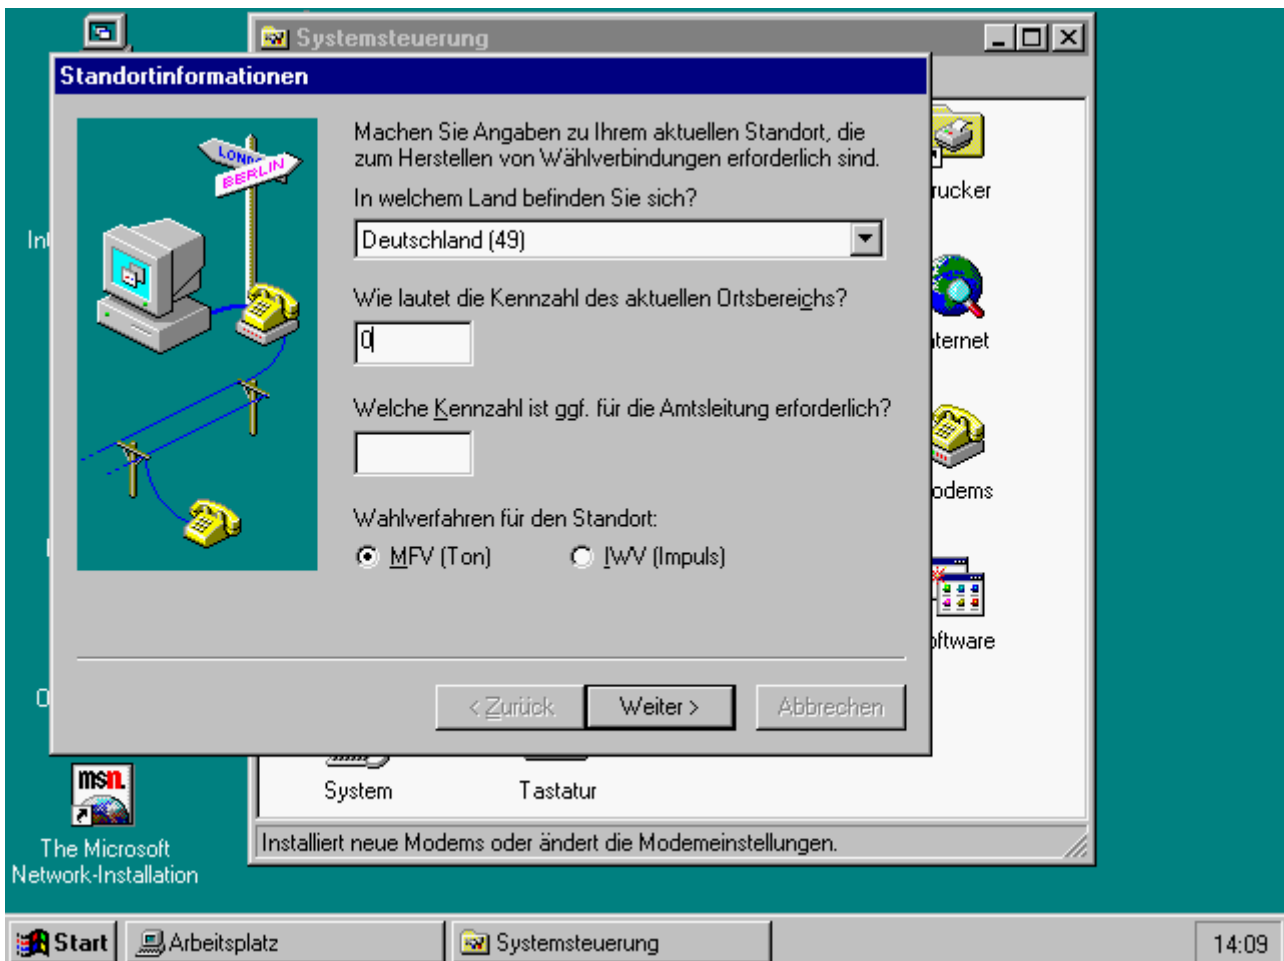 Systemsteuerung
Standortinformationen
Machen Sie Angaben zu Ihrem aktuellen Standort, die
zum Herstellen von Wählverbindungen erforderlich sind.
In welchem Land befinden Sie sich?
Deutschland (49)
Wie lautet die Kennzahl des aktuellen Ortsbereichs?
0
Welche Kennzahl ist ggf. für die Amtsleitung erforderlich?
Wahlverfahren für den Standort:
MFV (Ton)
IWV (Impuls)
< Zurück
Weiter >
Abbrechen
BERLIN
rucker
ternet
odems
oftware
System
Tastatur
Installiert neue Modems oder ändert die Modemeinstellungen.
msn.
The Microsoft
Network-Installation
Start
Arbeitsplatz
Systemsteuerung
14:09